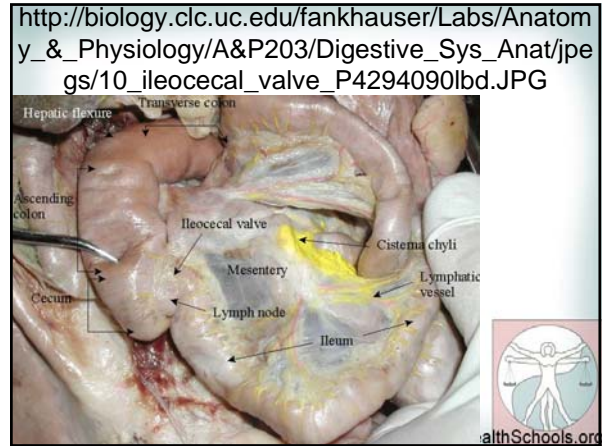 http://biology.clc.uc.edu/fankhauser/Labs/Anatom
y_&_Physiology/A&P203/Digestive_Sys_Anat/jpe
gs/10_ileocecal_valve_P4294090lbd.JPG
Transverse colon
Hepatic flexure
Ascending
colon
Ileocecal valve
Cisterna chyli
Mesentery
Lymphatic
vessel
Cecum
Lymph node
Ileum
althSchools.org